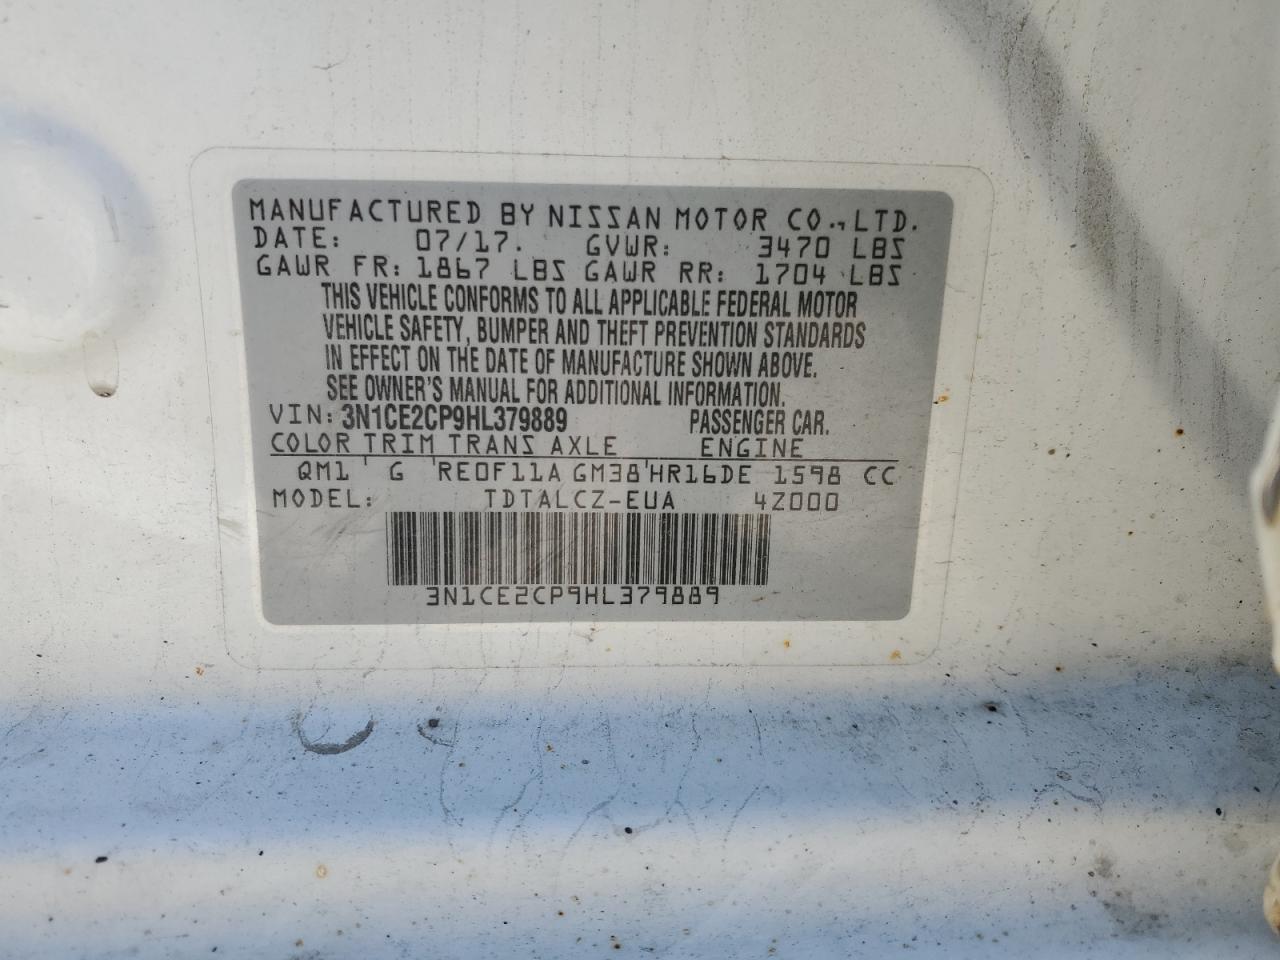 MANUFACTURED BY NISSAN MOTOR CO., LTD.
DATE: 07/17. GVWR: 3470 LBS
GAWR FR: 1867 LBS GAWR RR: 1704 LBS
THIS VEHICLE CONFORMS TO ALL APPLICABLE FEDERAL MOTOR
VEHICLE SAFETY, BUMPER AND THEFT PREVENTION STANDARDS
IN EFFECT ON THE DATE OF MANUFACTURE SHOWN ABOVE.
SEE OWNER'S MANUAL FOR ADDITIONAL INFORMATION.
VIN: 3N1CE2CP9HL379889 PASSENGER CAR.
COLOR TRIM TRANS AXLE ENGINE
QM1 ' G 'RE0F11A GM38'HR16DE 1598 CC
MODEL: TDTALCZ-EUA 4Z000
3N1CE2CP9HL379889